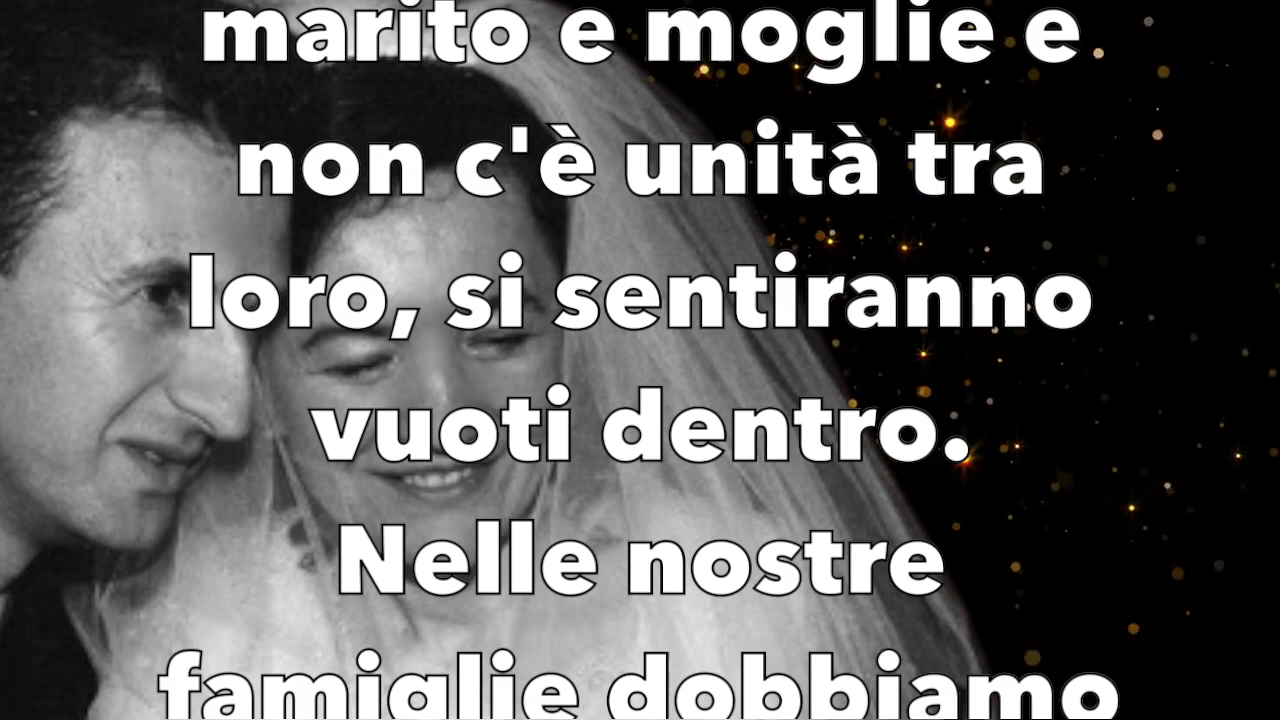 marito e moglie e
non c'è unità tra
loro, si sentiranno
vuoti dentro.
Nelle nostre
famiglie dobbiamo